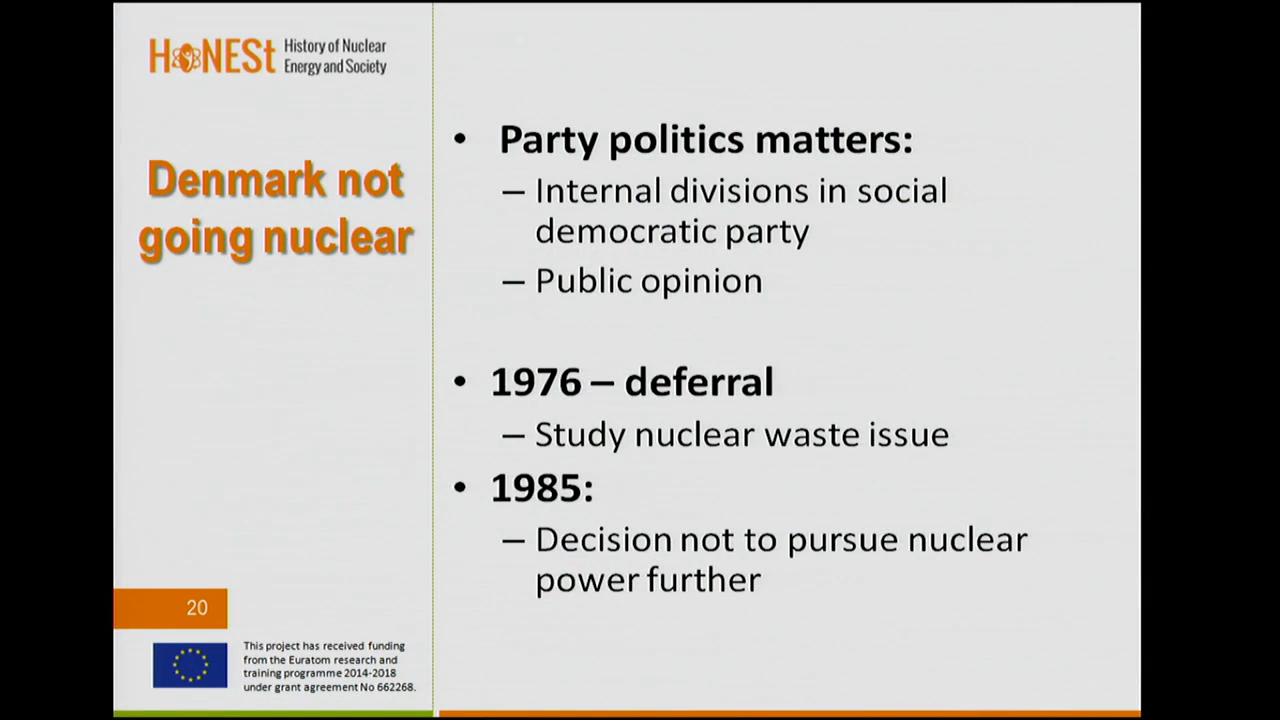 HoNESt History of Nuclear
Energy and Society
Denmark not
going nuclear
• Party politics matters:
– Internal divisions in social
democratic party
– Public opinion
• 1976 – deferral
– Study nuclear waste issue
• 1985:
– Decision not to pursue nuclear
power further
20
This project has received funding
from the Euratom research and
training programme 2014-2018
under grant agreement No 662268.